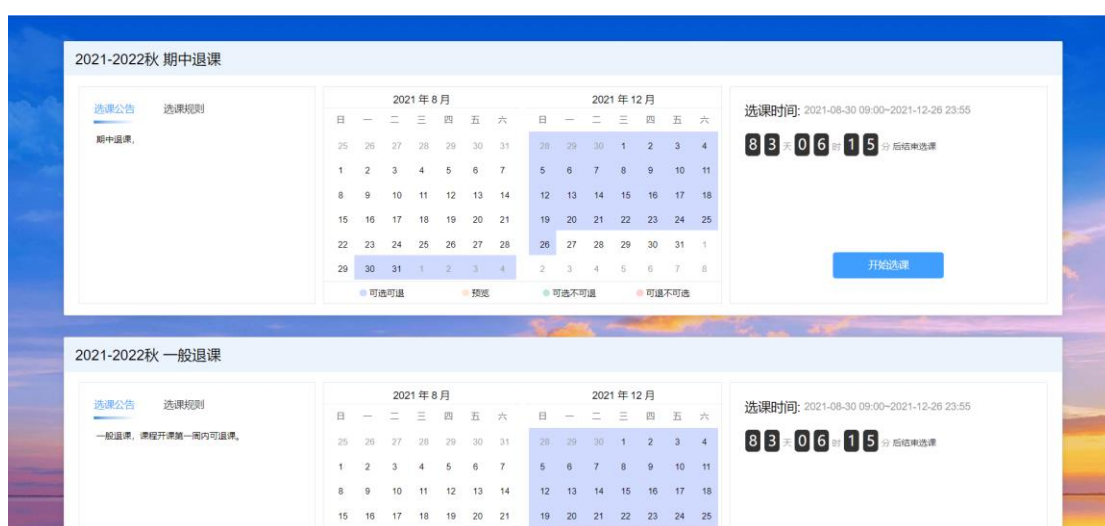 2021-2022秋 期中退课
选课公告 选课规则
期中退课,
2021 年 8 月
日 一 二 三 四 五 六
25 26 27 28 29 30 31
1 2 3 4 5 6 7
8 9 10 11 12 13 14
15 16 17 18 19 20 21
22 23 24 25 26 27 28
29 30 31 1 2 3 4
2021 年 12 月
日 一 二 三 四 五 六
28 29 30 1 2 3 4
5 6 7 8 9 10 11
12 13 14 15 16 17 18
19 20 21 22 23 24 25
26 27 28 29 30 31 1
2 3 4 5 6 7 8
可选可退 预览 可选不可退 可退不可选
选课时间: 2021-08-30 09:00~2021-12-26 23:55
83 天 06 时 15 分 后结束选课
开始选课
2021-2022秋 一般退课
选课公告 选课规则
一般退课，课程开课第一周内可退课。
2021 年 8 月
日 一 二 三 四 五 六
25 26 27 28 29 30 31
1 2 3 4 5 6 7
8 9 10 11 12 13 14
15 16 17 18 19 20 21
2021 年 12 月
日 一 二 三 四 五 六
28 29 30 1 2 3 4
5 6 7 8 9 10 11
12 13 14 15 16 17 18
19 20 21 22 23 24 25
选课时间: 2021-08-30 09:00~2021-12-26 23:55
83 天 06 时 15 分 后结束选课